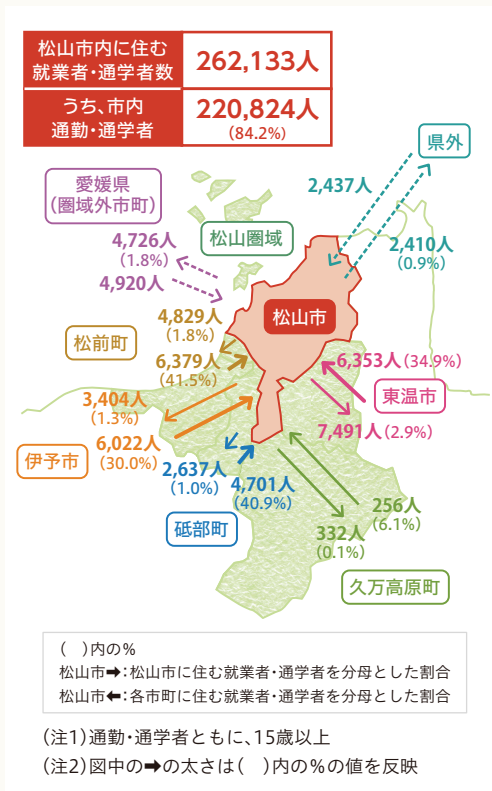 松山市内に住む
就業者・通学者数
262,133人
うち、市内
通勤・通学者
220,824人
(84.2%)
県外
2,437人
2,410人
(0.9%)
愛媛県
(圏域外市町)
4,726人
(1.8%)
4,920人
松山圏域
松山市
4,829人
(1.8%)
松前町
6,379人
(41.5%)
6,353人(34.9%)
東温市
7,491人(2.9%)
3,404人
(1.3%)
6,022人
(30.0%)
伊予市
2,637人
(1.0%)
4,701人
(40.9%)
砥部町
256人
(6.1%)
332人
(0.1%)
久万高原町
(　)内の%
松山市➡:松山市に住む就業者・通学者を分母とした割合
松山市⬅:各市町に住む就業者・通学者を分母とした割合
(注1)通勤・通学者ともに、15歳以上
(注2)図中の➡の太さは(　)内の%の値を反映